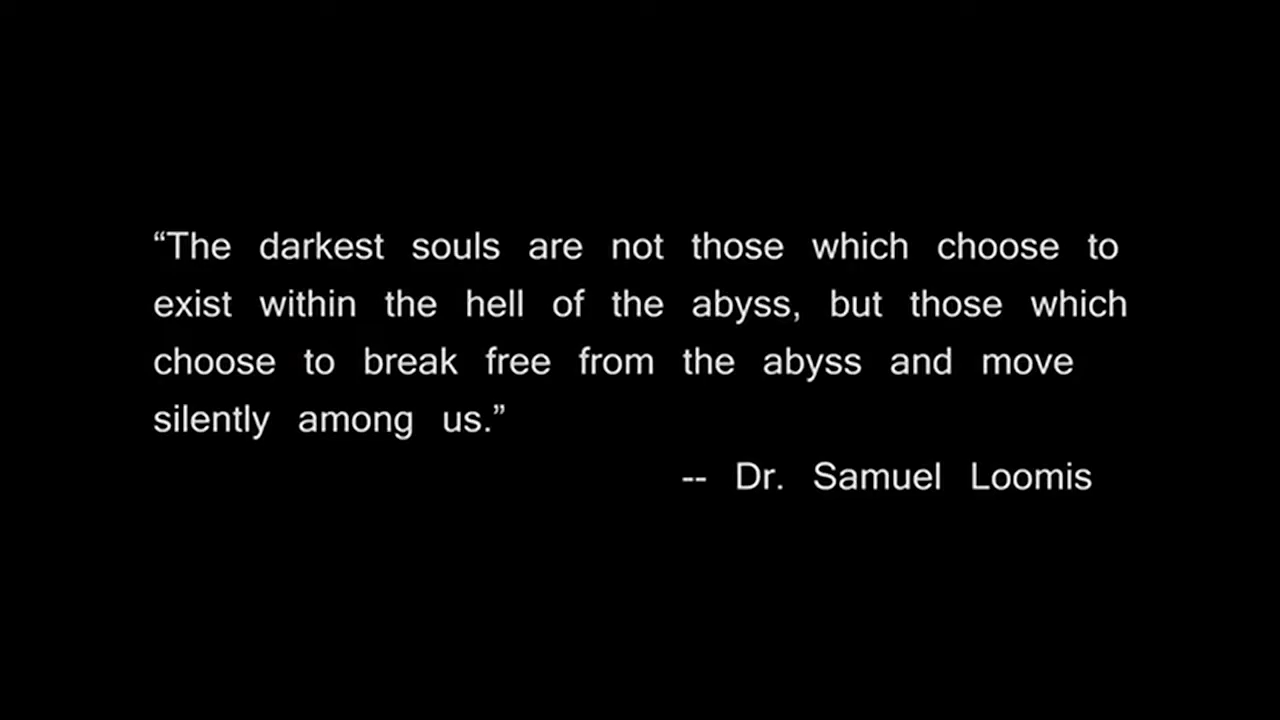 “The darkest souls are not those which choose to
exist within the hell of the abyss, but those which
choose to break free from the abyss and move
silently among us.”
-- Dr. Samuel Loomis